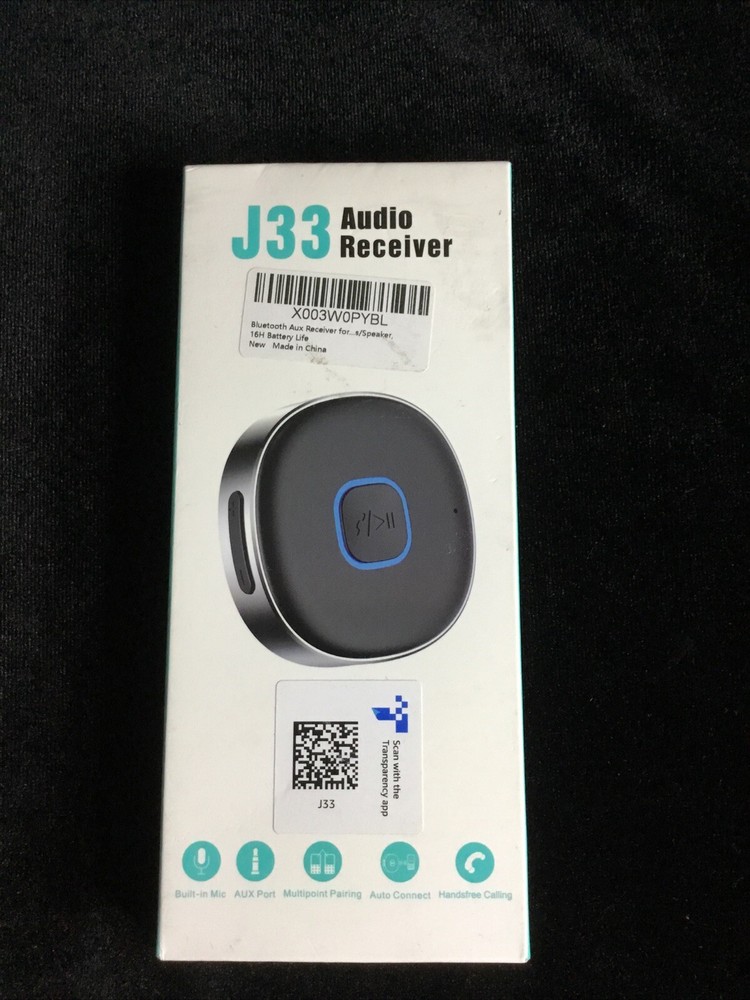 J33 Audio
Receiver
X003W0PYBL
Bluetooth Aux Receiver for...s/Speaker,
16H Battery Life
New Made in China
Scan with the
Transparency app
J33
Built-in Mic AUX Port Multipoint Pairing Auto Connect Handsfree Calling